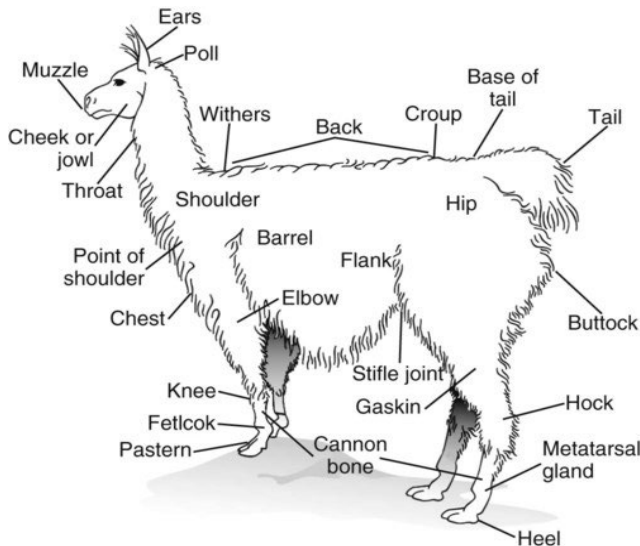 Ears
Poll
Muzzle
Cheek or
jowl
Throat
Withers
Back
Croup
Base of
tail
Tail
Shoulder
Hip
Barrel
Flank
Point of
shoulder
Elbow
Chest
Buttock
Stifle joint
Knee
Gaskin
Hock
Fetlcok
Pastern
Cannon
bone
Metatarsal
gland
Heel